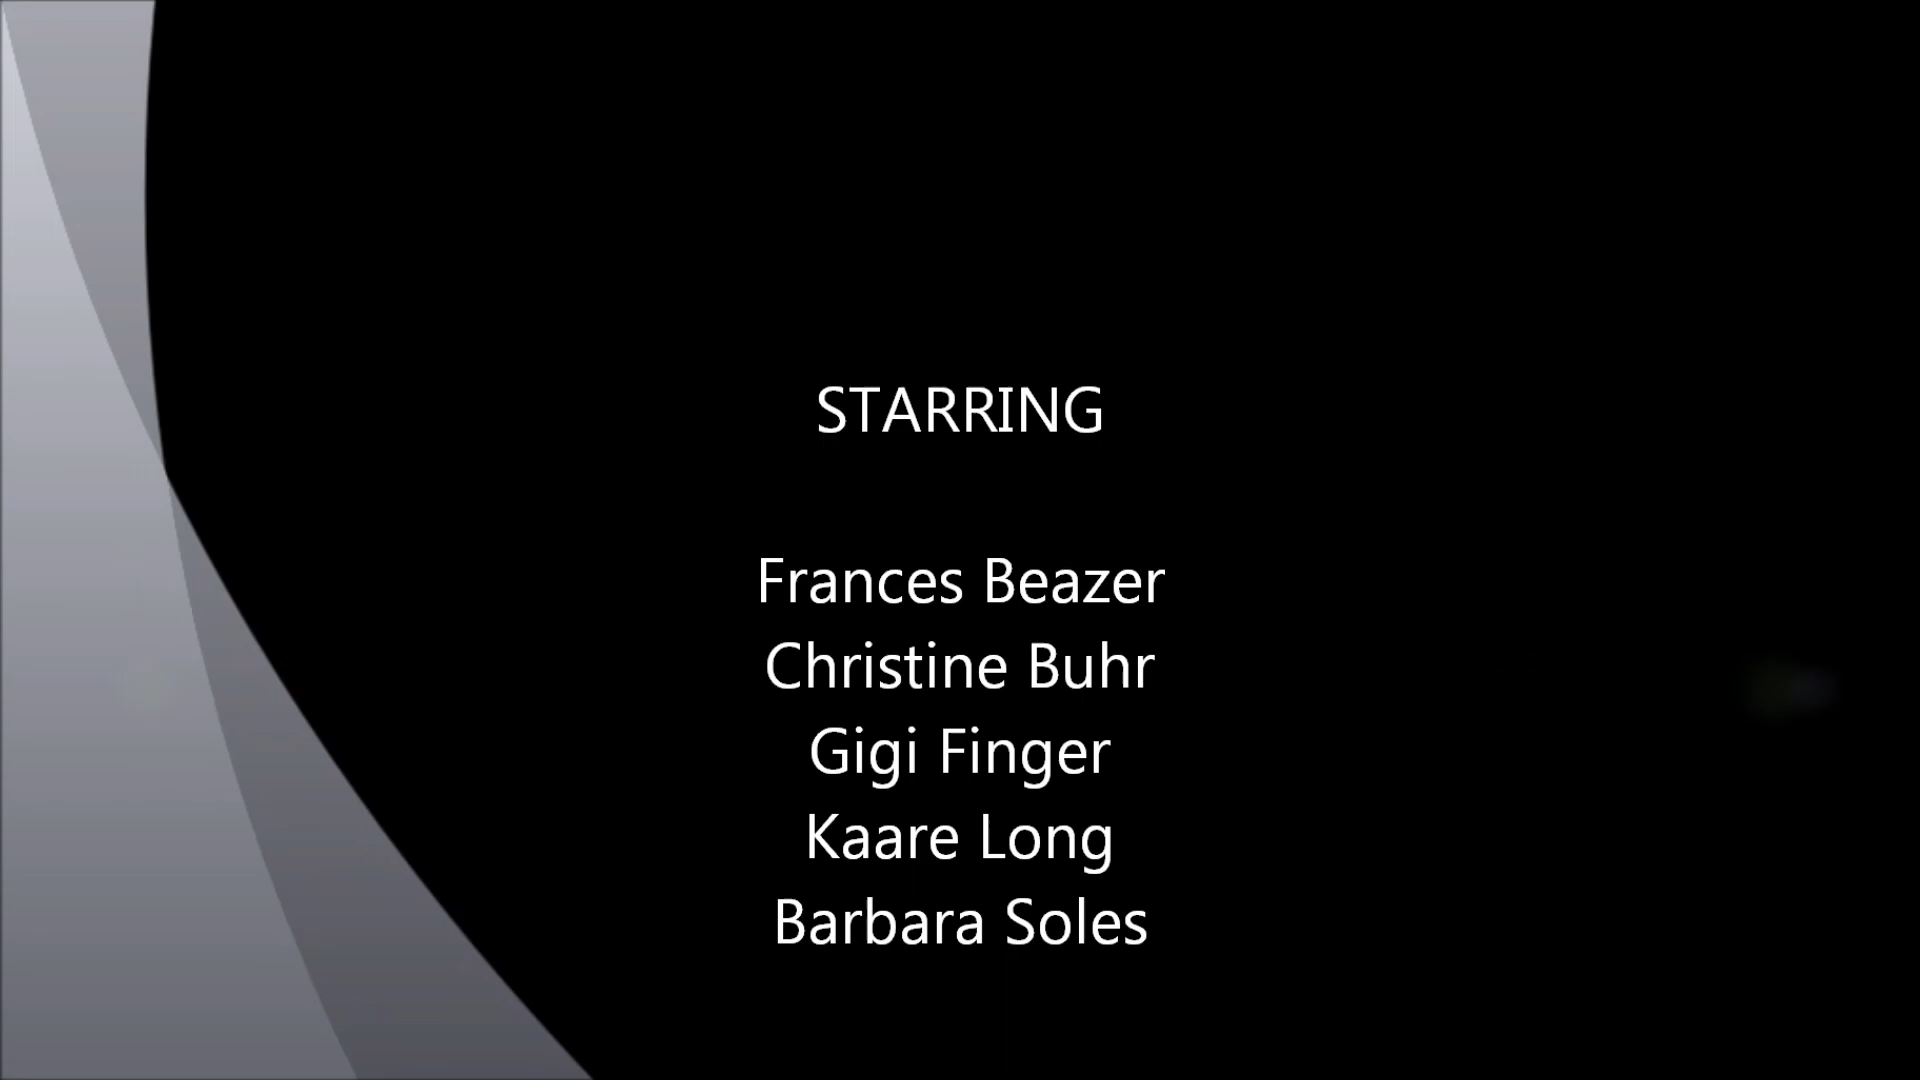 STARRING
Frances Beazer
Christine Buhr
Gigi Finger
Kaare Long
Barbara Soles